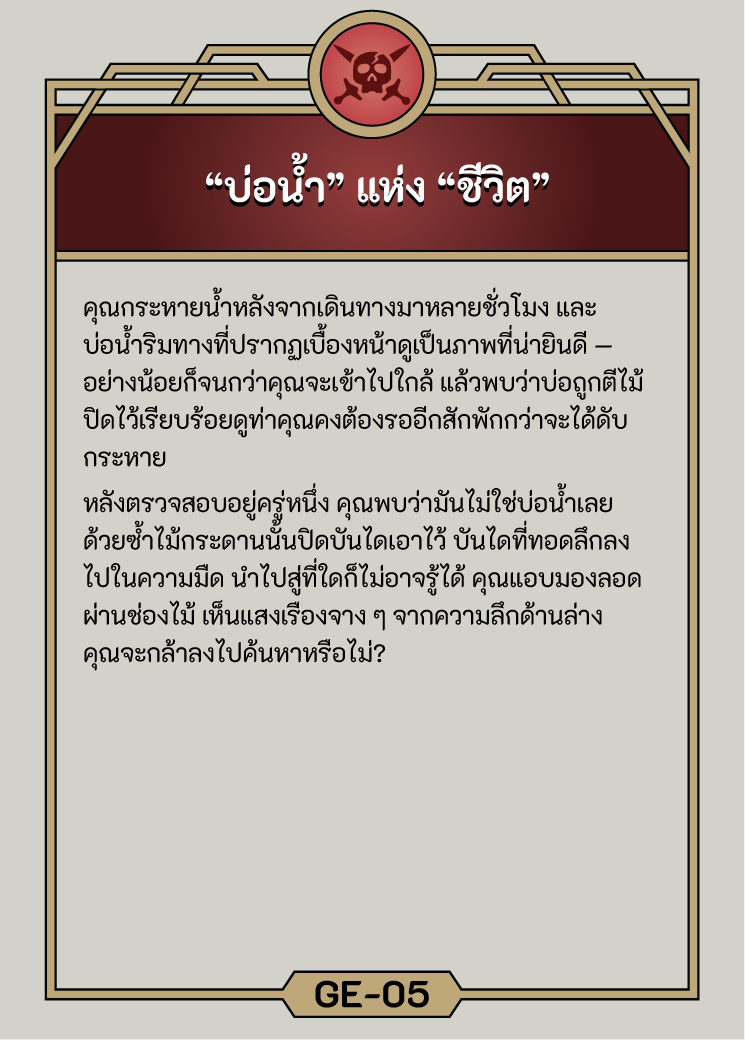 “บ่อน้ำ” แห่ง “ชีวิต”
คุณกระหายน้ำหลังจากเดินทางมาหลายชั่วโมง และ
บ่อน้ำริมทางที่ปรากฏเบื้องหน้าดูเป็นภาพที่น่ายินดี —
อย่างน้อยก็จนกว่าคุณจะเข้าไปใกล้ แล้วพบว่าบ่อถูกตีไม้
ปิดไว้เรียบร้อยดูท่าคุณคงต้องรออีกสักพักกว่าจะได้ดับ
กระหาย
หลังตรวจสอบอยู่ครู่หนึ่ง คุณพบว่ามันไม่ใช่บ่อน้ำเลย
ด้วยซ้ำไม้กระดานนั้นปิดบันไดเอาไว้ บันไดที่ทอดลึกลง
ไปในความมืด นำไปสู่ที่ใดก็ไม่อาจรู้ได้ คุณแอบมองลอด
ผ่านช่องไม้ เห็นแสงเรืองจาง ๆ จากความลึกด้านล่าง
คุณจะกล้าลงไปค้นหาหรือไม่?
GE-05